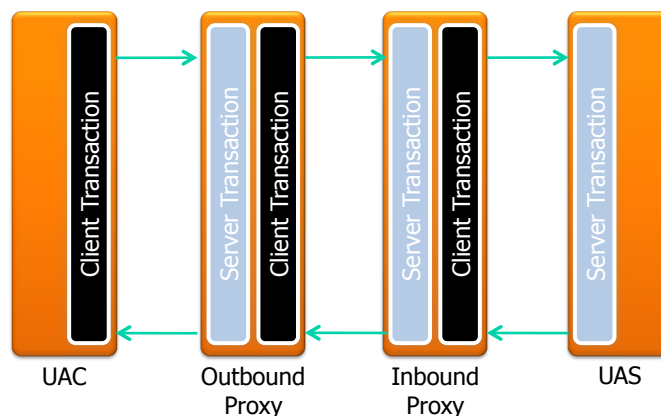 Client Transaction
Server Transaction
Client Transaction
Server Transaction
Client Transaction
Server Transaction
UAC
Outbound
Proxy
Inbound
Proxy
UAS